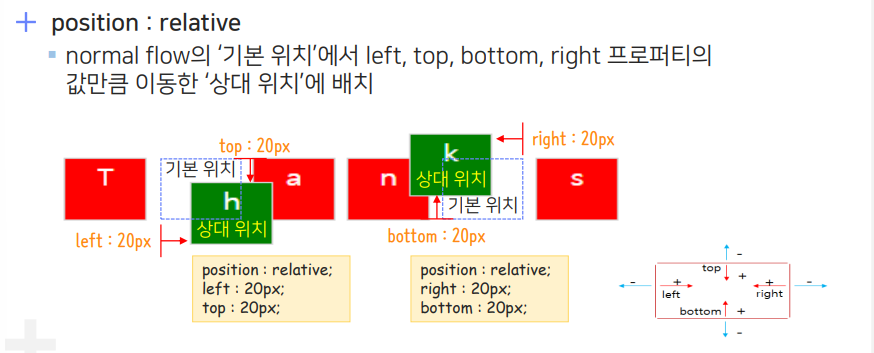 position : relative
normal flow의 ‘기본 위치’에서 left, top, bottom, right 프로퍼티의
값만큼 이동한 ‘상대 위치’에 배치
top : 20px
right : 20px
T
기본 위치
h
상대 위치
a
n
k
상대 위치
기본 위치
s
left : 20px
bottom : 20px
position : relative;
left : 20px;
top : 20px;
position : relative;
right : 20px;
bottom : 20px;
-
top
+
-
+
left
+
right
-
bottom
+
-